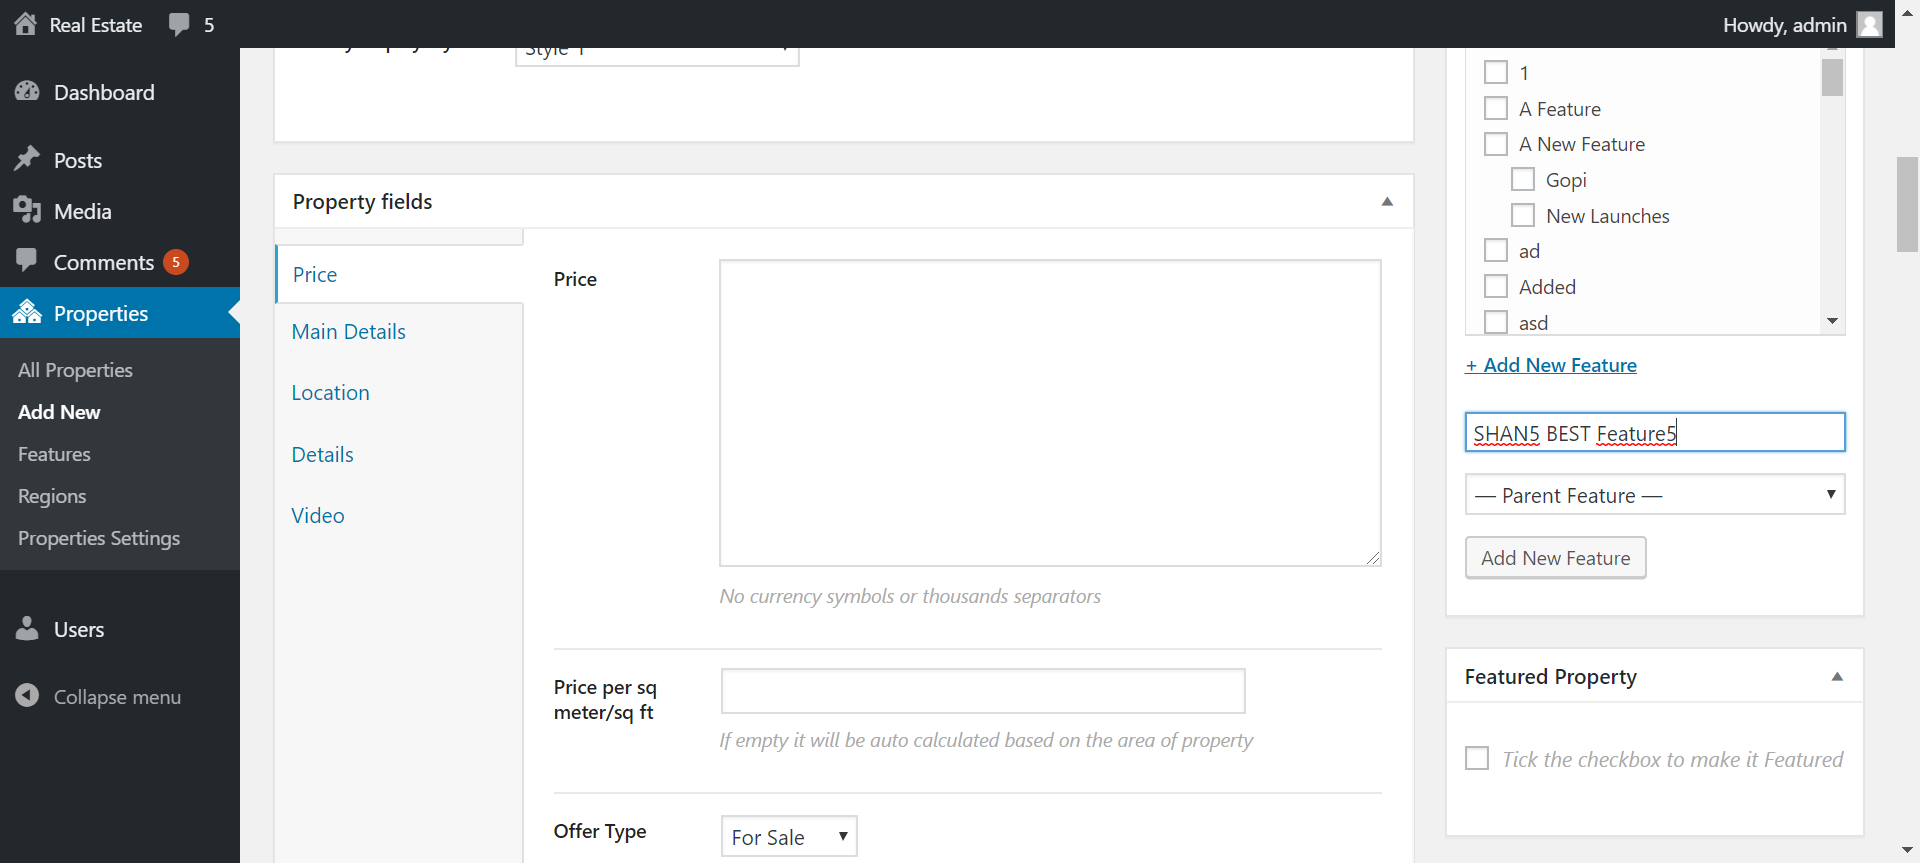 Real Estate 5
Howdy, admin
Dashboard
Posts
Media
Comments 5
Properties
All Properties
Add New
Features
Regions
Properties Settings
Users
Collapse menu
Style 1
Property fields
Price
Main Details
Location
Details
Video
Price
No currency symbols or thousands separators
Price per sq
meter/sq ft
If empty it will be auto calculated based on the area of property
Offer Type
For Sale
1
A Feature
A New Feature
Gopi
New Launches
ad
Added
asd
+ Add New Feature
SHAN5 BEST Feature5
— Parent Feature —
Add New Feature
Featured Property
Tick the checkbox to make it Featured